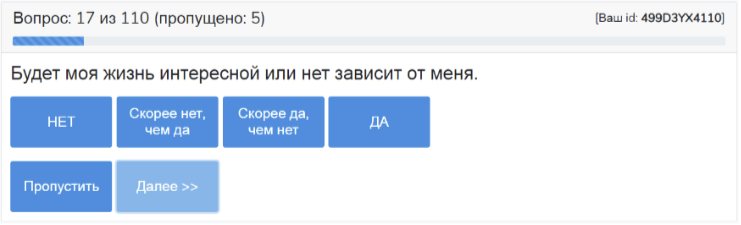 Вопрос: 17 из 110 (пропущено: 5)
[Ваш id: 499D3YX4110]
Будет моя жизнь интересной или нет зависит от меня.
НЕТ
Скорее нет,
чем да
Скорее да,
чем нет
ДА
Пропустить
Далее >>